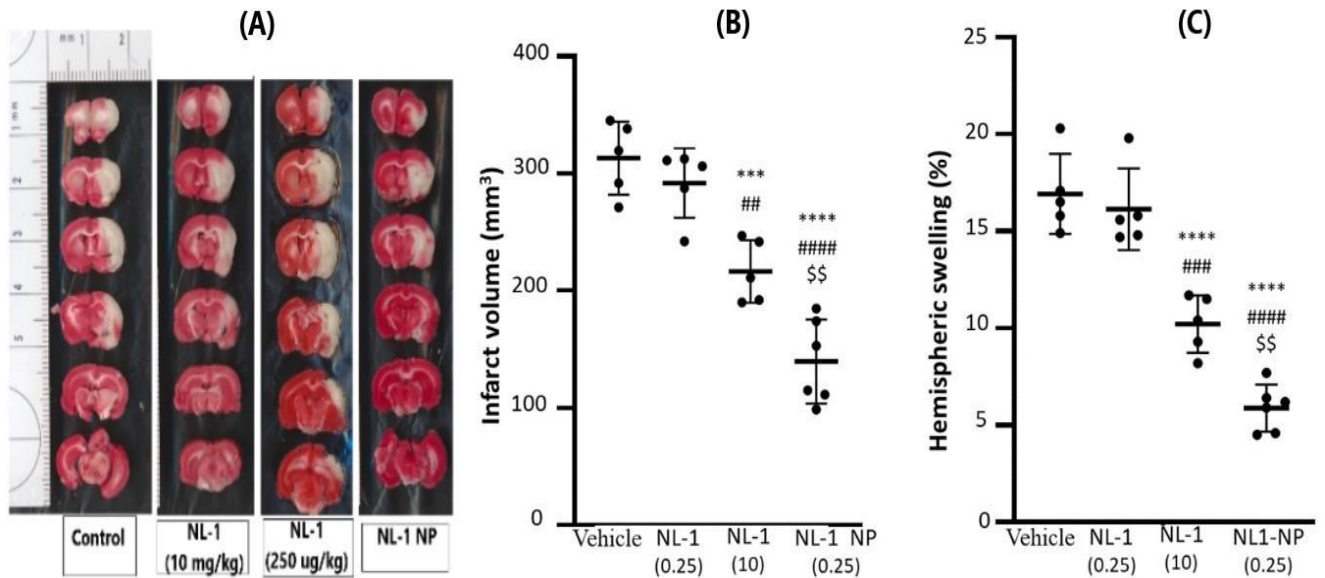 (A)
mm 1 2
1 mm
2
3
4
5
Control
NL-1
(10 mg/kg)
NL-1
(250 ug/kg)
NL-1 NP
(B)
Infarct volume (mm³)
400
300
200
100
0
***
##
****
####
$$
Vehicle
NL-1
(0.25)
NL-1
(10)
NL-1 NP
(0.25)
(C)
Hemispheric swelling (%)
25
20
15
10
5
0
****
###
****
####
$$
Vehicle
NL-1
(0.25)
NL-1
(10)
NL1-NP
(0.25)